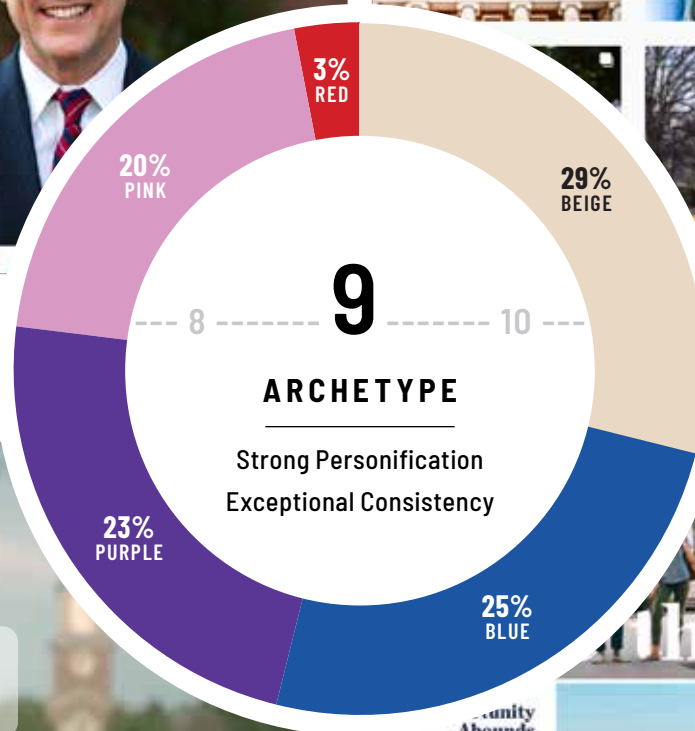 3%
RED
20%
PINK
29%
BEIGE
8
9
10
ARCHETYPE
Strong Personification
Exceptional Consistency
23%
PURPLE
25%
BLUE